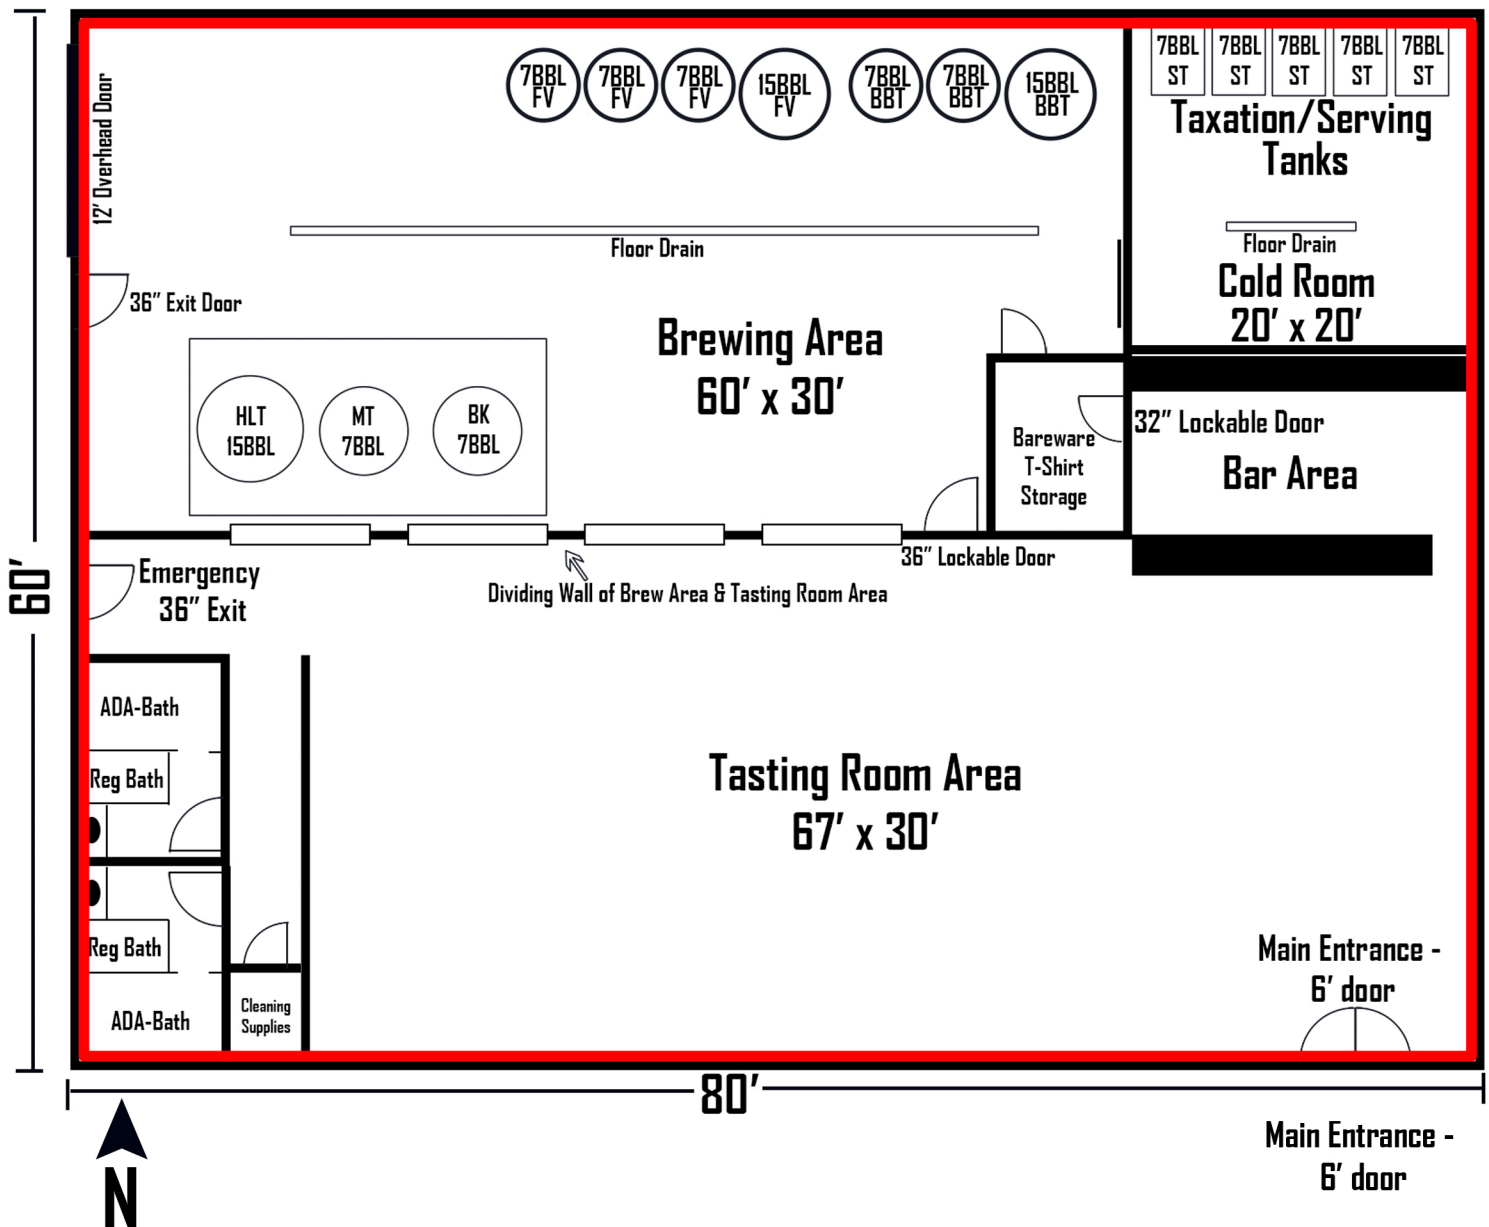 7BBL
FV
7BBL
FV
7BBL
FV
15BBL
FV
7BBL
BBT
7BBL
BBT
15BBL
BBT
7BBL
ST
7BBL
ST
7BBL
ST
7BBL
ST
7BBL
ST
Taxation/Serving
Tanks
12' Overhead Door
Floor Drain
Floor Drain
Cold Room
20' x 20'
36" Exit Door
Brewing Area
60' x 30'
HLT
15BBL
MT
7BBL
BK
7BBL
Bareware
T-Shirt
Storage
32" Lockable Door
Bar Area
36" Lockable Door
Dividing Wall of Brew Area & Tasting Room Area
Emergency
36" Exit
60'
ADA-Bath
Reg Bath
Reg Bath
ADA-Bath
Cleaning
Supplies
Tasting Room Area
67' x 30'
Main Entrance -
6' door
80'
N
Main Entrance -
6' door